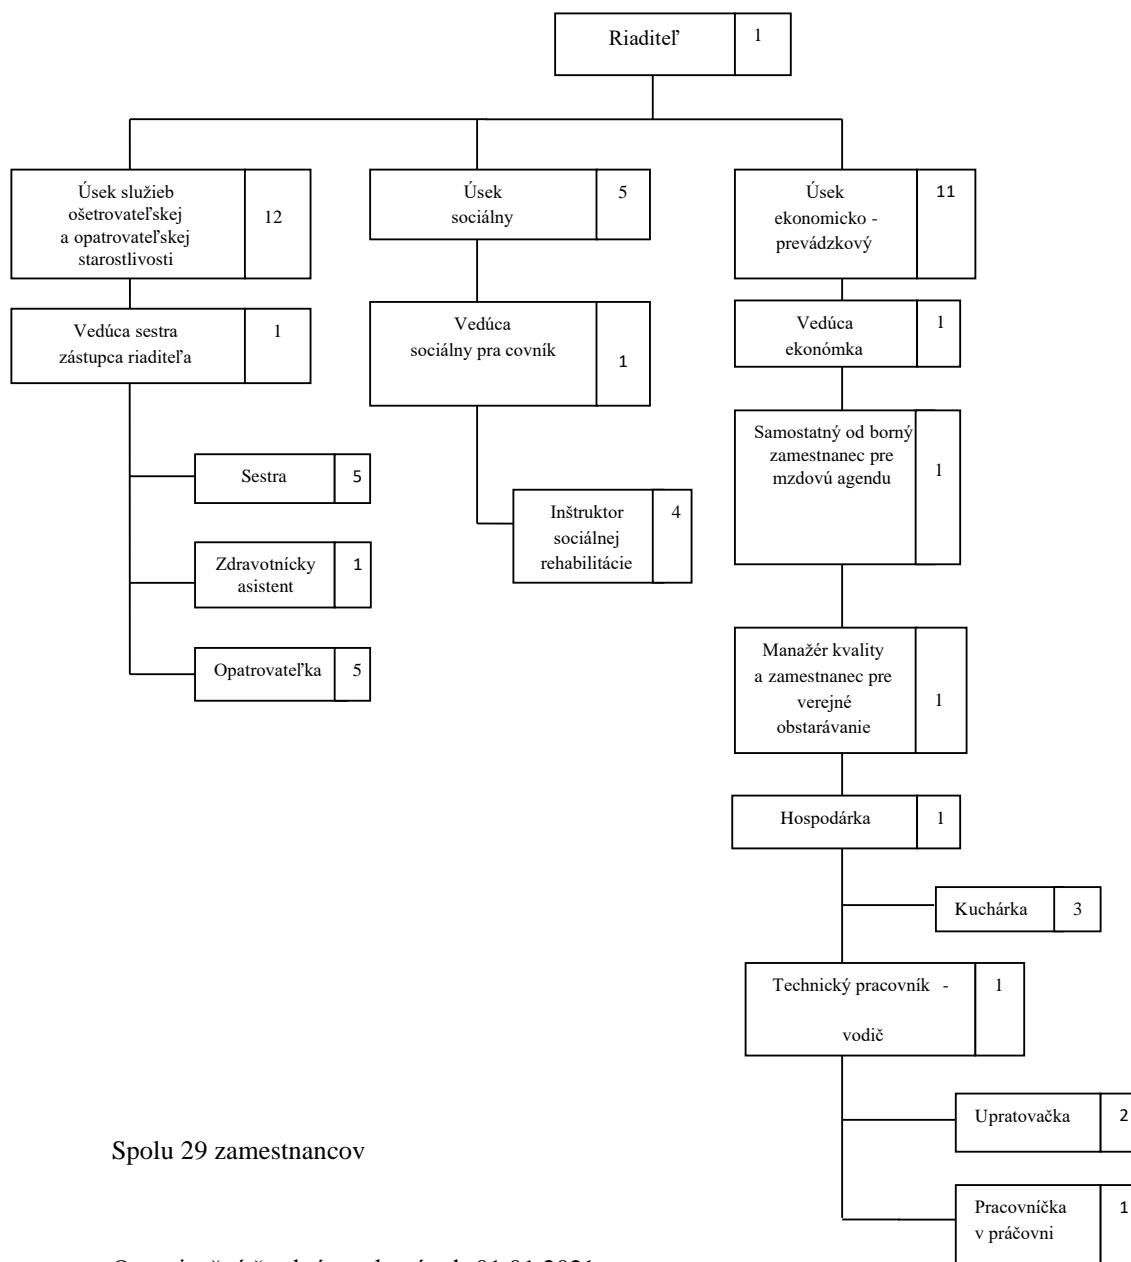 Riaditeľ 1
Úsek služieb
ošetrovateľskej
a opatrovateľskej
starostlivosti
12
Úsek
sociálny
5
Úsek
ekonomicko -
prevádzkový
11
Vedúca sestra
zástupca riaditeľa
1
Vedúca
sociálny pra covník
1
Vedúca
ekonómka
1
Samostatný od borný
zamestnanec pre
mzdovú agendu
1
Sestra 5
Zdravotnícky
asistent
1
Opatrovateľka 5
Inštruktor
sociálnej
rehabilitácie
4
Manažér kvality
a zamestnanec pre
verejné
obstarávanie
1
Hospodárka 1
Kuchárka 3
Technický pracovník -
vodič
1
Upratovačka 2
Pracovníčka
v práčovni
1
Spolu 29 zamestnancov